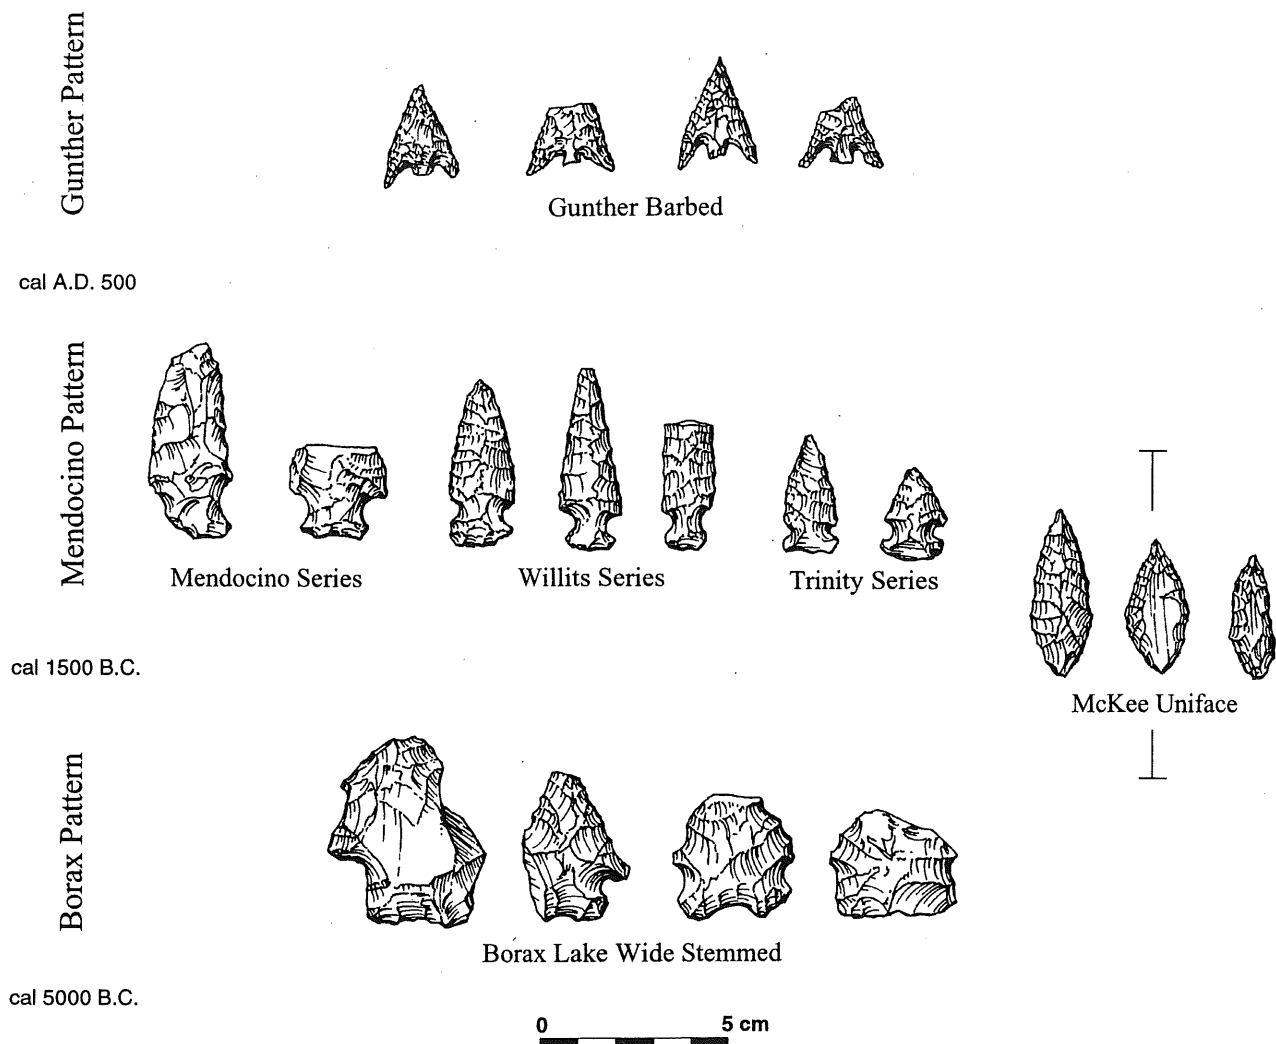 Gunther Pattern
Gunther Barbed
cal A.D. 500
Mendocino Pattern
Mendocino Series
Willits Series
Trinity Series
cal 1500 B.C.
McKee Uniface
Borax Pattern
Borax Lake Wide Stemmed
cal 5000 B.C.
0 5 cm